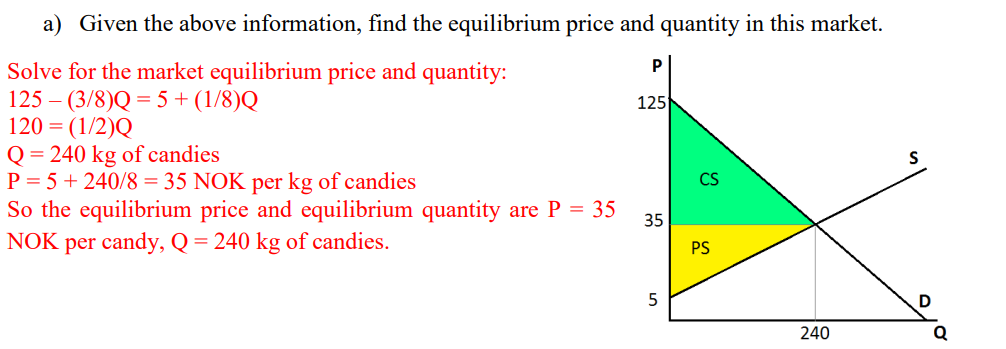 a) Given the above information, find the equilibrium price and quantity in this market.
Solve for the market equilibrium price and quantity:
125 – (3/8)Q = 5 + (1/8)Q
120 = (1/2)Q
Q = 240 kg of candies
P = 5 + 240/8 = 35 NOK per kg of candies
So the equilibrium price and equilibrium quantity are P = 35
NOK per candy, Q = 240 kg of candies.
P
125
S
CS
35
PS
5
D
240
Q